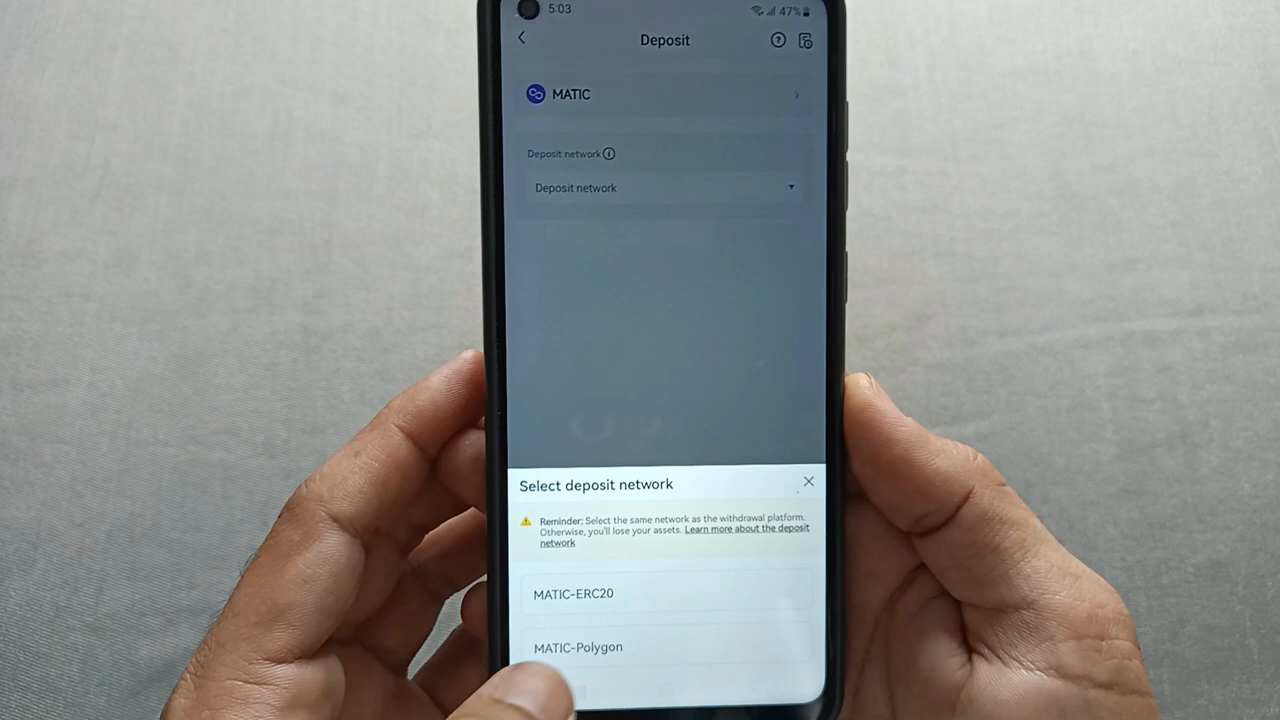 5:03
47%
Deposit
MATIC
Deposit network
Deposit network
Select deposit network
Reminder: Select the same network as the withdrawal platform.
Otherwise, you'll lose your assets. Learn more about the deposit
network
MATIC-ERC20
MATIC-Polygon